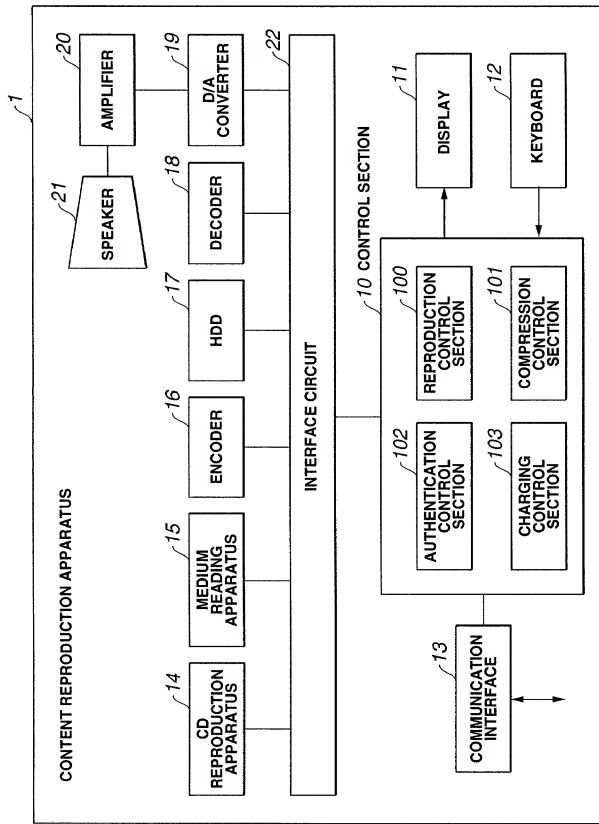 1
CONTENT REPRODUCTION APPARATUS
21
SPEAKER
20
AMPLIFIER
14
CD
REPRODUCTION
APPARATUS
15
MEDIUM
READING
APPARATUS
16
ENCODER
17
HDD
18
DECODER
19
D/A
CONVERTER
22
INTERFACE CIRCUIT
10 CONTROL SECTION
13
COMMUNICATION
INTERFACE
102
AUTHENTICATION
CONTROL
SECTION
100
REPRODUCTION
CONTROL
SECTION
103
CHARGING
CONTROL
SECTION
101
COMPRESSION
CONTROL
SECTION
11
DISPLAY
12
KEYBOARD